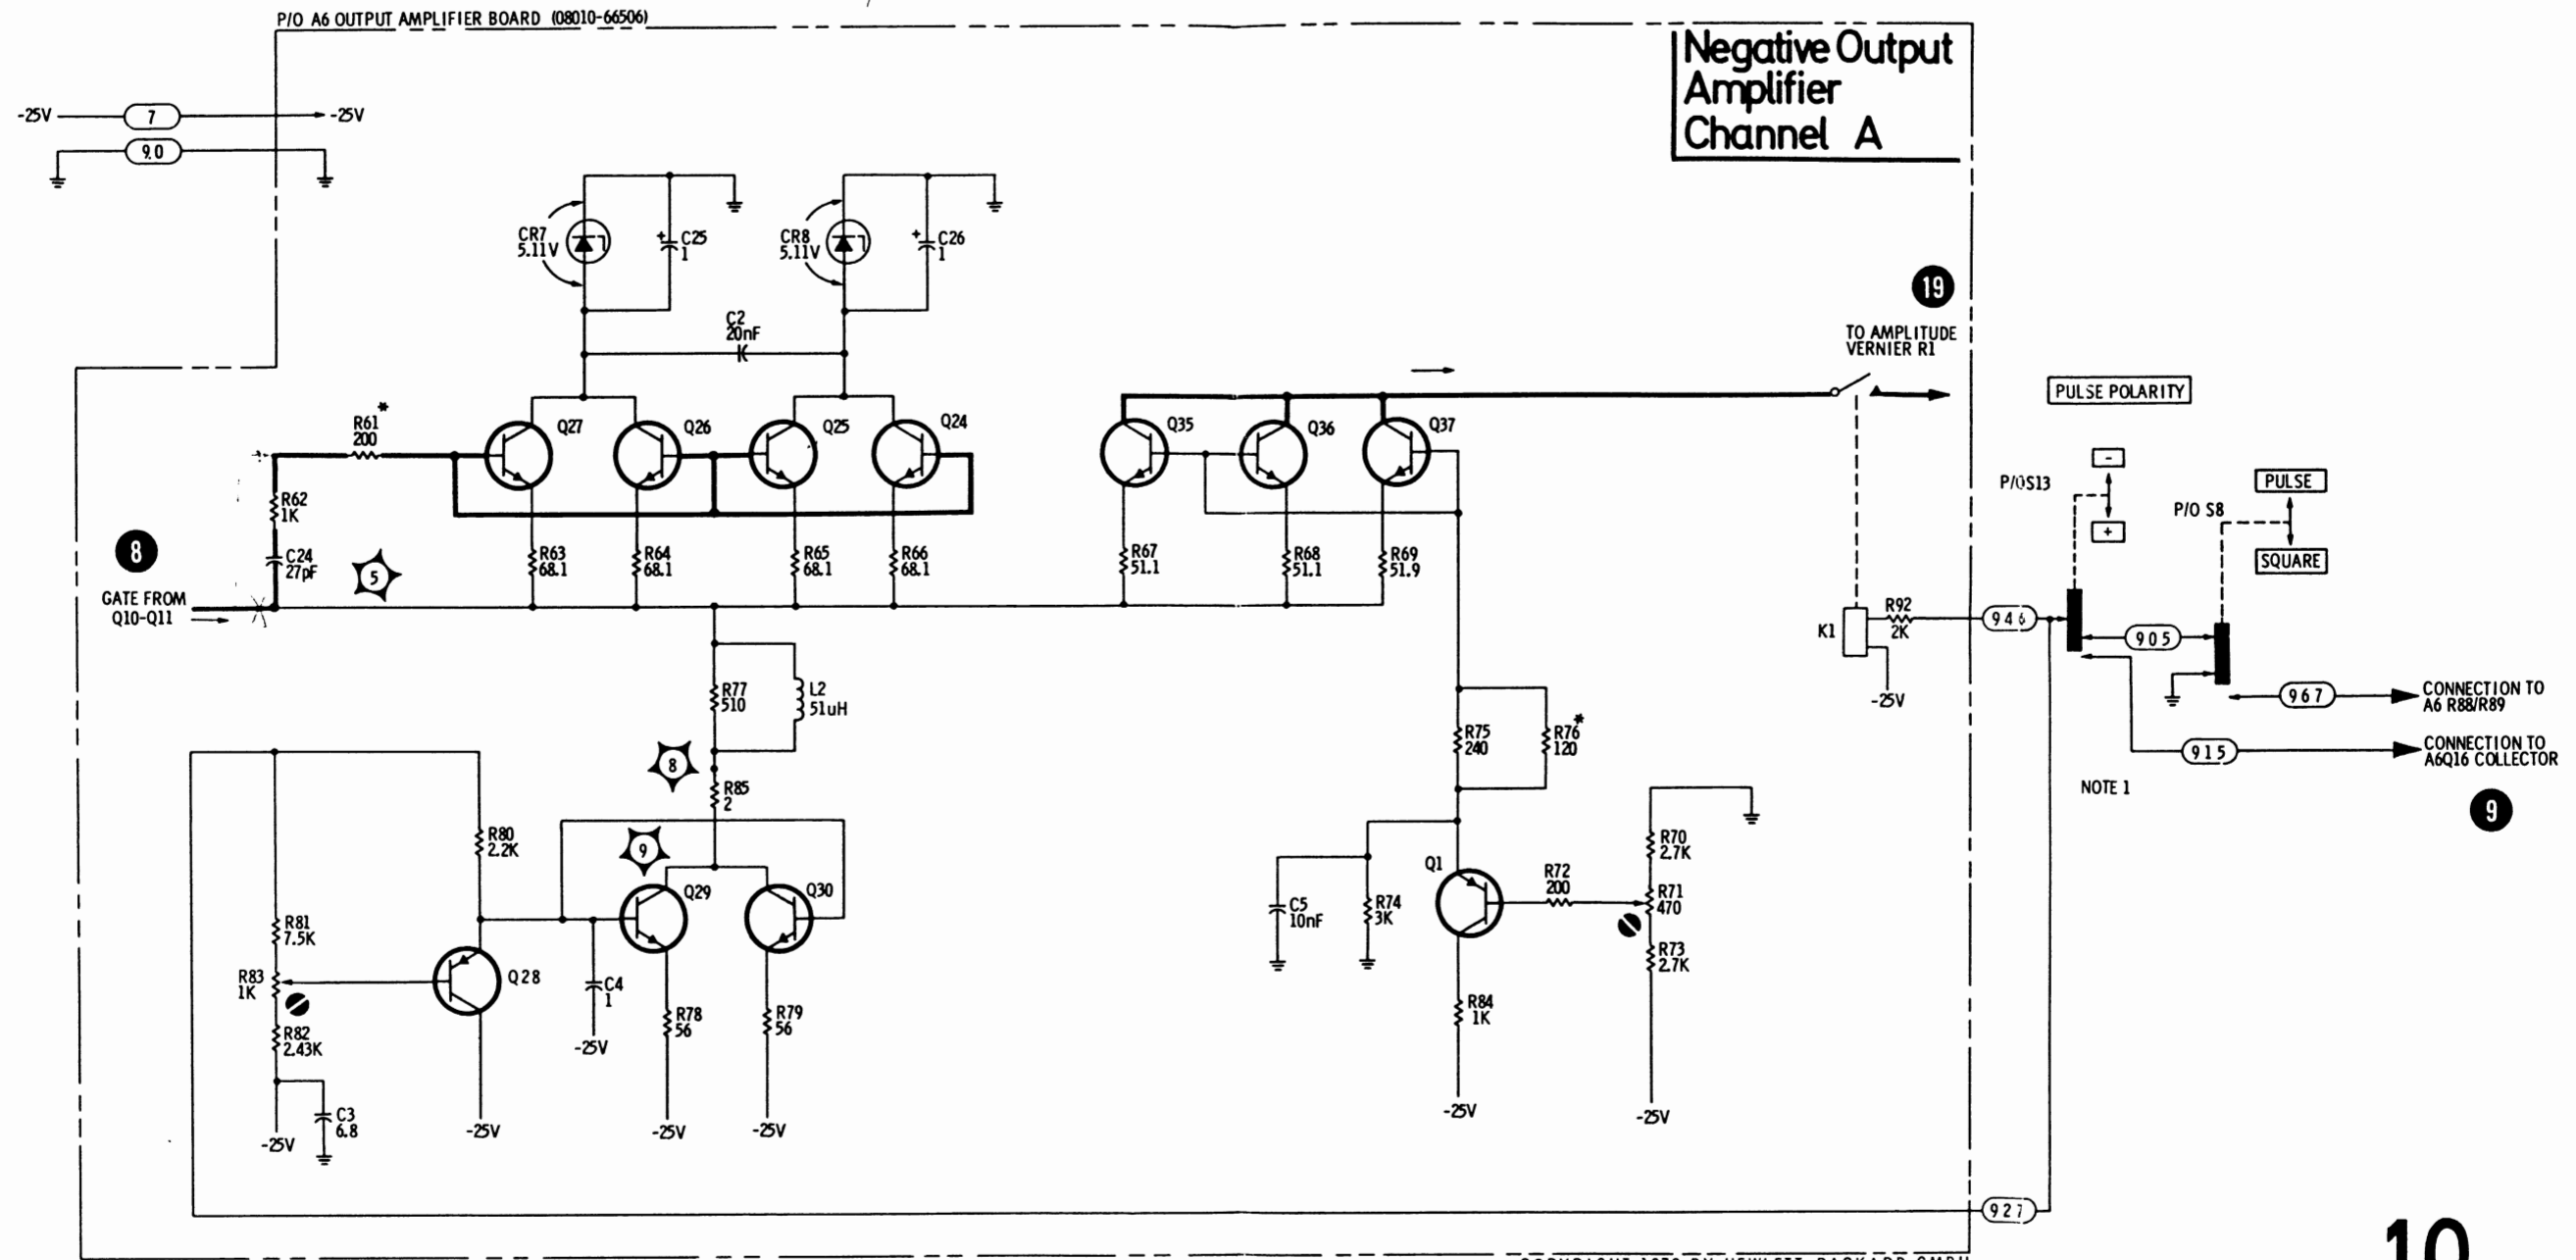 P/O A6 OUTPUT AMPLIFIER BOARD (08010-66506)
Negative Output
Amplifier
Channel A
-25V
7
-25V
9.0
CR7
5.11V
C25
1
+
CR8
5.11V
C26
1
+
C2
20nF
19
TO AMPLITUDE
VERNIER R1
PULSE POLARITY
R61*
200
Q27
Q26
Q25
Q24
Q35
Q36
Q37
R62
1K
C24
27pF
8
GATE FROM
Q10-Q11
5
R63
68.1
R64
68.1
R65
68.1
R66
68.1
R67
51.1
R68
51.1
R69
51.9
P/O S13
-
+
P/O S8
PULSE
SQUARE
K1
R92
2K
-25V
946
905
967
CONNECTION TO
A6 R88/R89
915
CONNECTION TO
A6Q16 COLLECTOR
NOTE 1
9
R77
510
L2
51uH
8
R85
2
R75
240
R76*
120
R80
2.2K
9
Q29
Q30
R81
7.5K
R83
1K
R82
2.43K
C3
6.8
-25V
Q28
-25V
C4
1
-25V
R78
56
-25V
R79
56
-25V
C5
10nF
R74
3K
Q1
R72
200
R70
2.7K
R71
470
R73
2.7K
R84
1K
-25V
-25V
927
COPYRIGHT 1979 BY HEWLETT-PACKARD GMBH
10